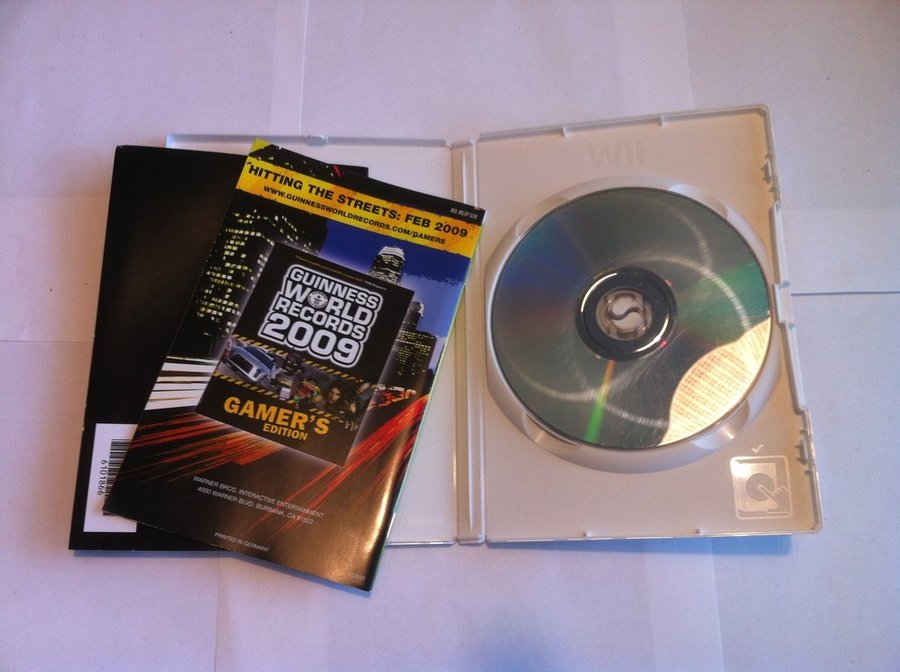 HITTING THE STREETS: FEB 2009
WWW.GUINNESSWORLDRECORDS.COM/GAMERS
GUINNESS
WORLD
RECORDS
2009
GAMER'S
EDITION
WARNER BROS. INTERACTIVE ENTERTAINMENT
4000 WARNER BLVD, BURBANK, CA 91522
PRINTED IN GERMANY
6101866
Wii